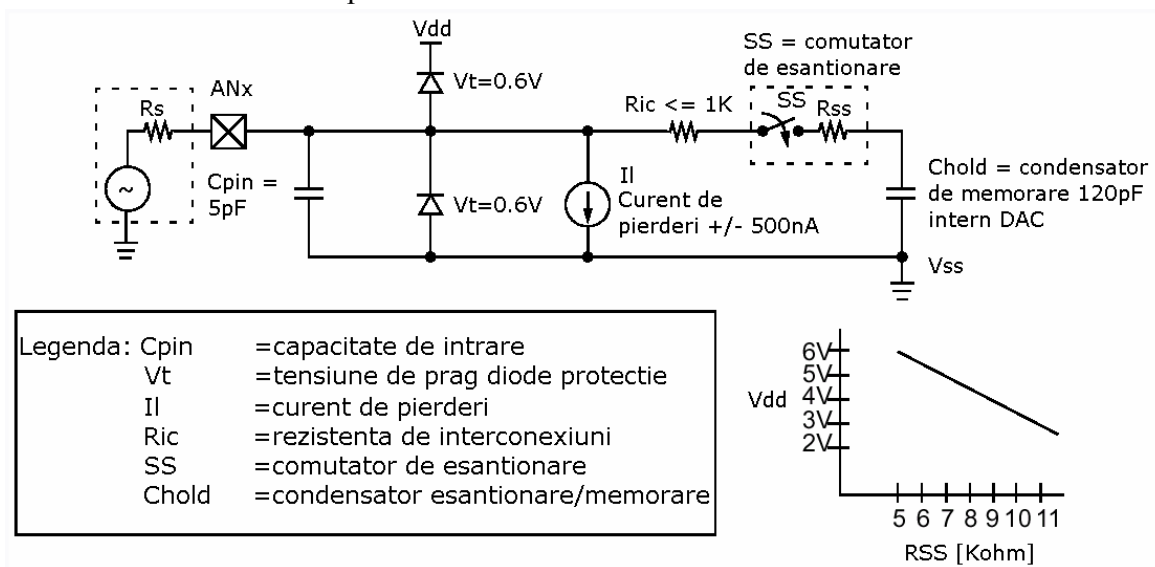 Vdd
SS = comutator
de esantionare
Vt=0.6V
ANx
Rs
Ric <= 1K
SS
Rss
~
Cpin =
5pF
Vt=0.6V
Il
Curent de
pierderi +/- 500nA
Chold = condensator
de memorare 120pF
intern DAC
Vss
Legenda: Cpin =capacitate de intrare
Vt =tensiune de prag diode protectie
Il =curent de pierderi
Ric =rezistenta de interconexiuni
SS =comutator de esantionare
Chold =condensator esantionare/memorare
6V
5V
Vdd 4V
3V
2V
5 6 7 8 9 10 11
RSS [Kohm]